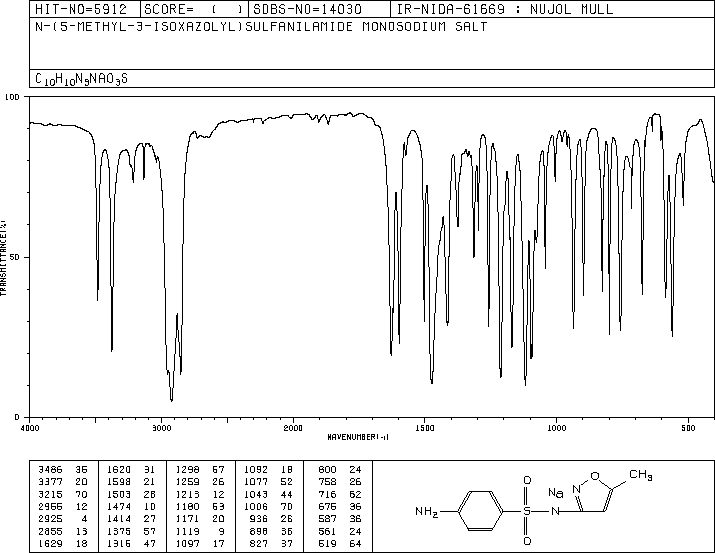 HIT-NO=5912 SCORE= ( ) SDBS-NO=14030 IR-NIDA-61669 : NUJOL MULL
N-(5-METHYL-3-ISOXAZOLYL)SULFANILAMIDE MONOSODIUM SALT
C10H10N3NAO3S
100
50
0
TRANSMITTANCE(%)
4000 3000 2000 1500 1000 500
WAVENUMBER(-1)
3486 35 1620 31 1298 57 1092 18 800 24
3377 20 1598 21 1259 26 1077 52 758 26
3215 70 1503 28 1213 12 1043 44 716 62
2955 12 1474 10 1180 53 1006 70 675 36
2925 4 1414 27 1171 20 936 26 587 36
2855 13 1375 57 1119 9 898 36 561 24
1629 18 1316 47 1097 17 827 37 519 64
NH2 O S O N Na N O CH3